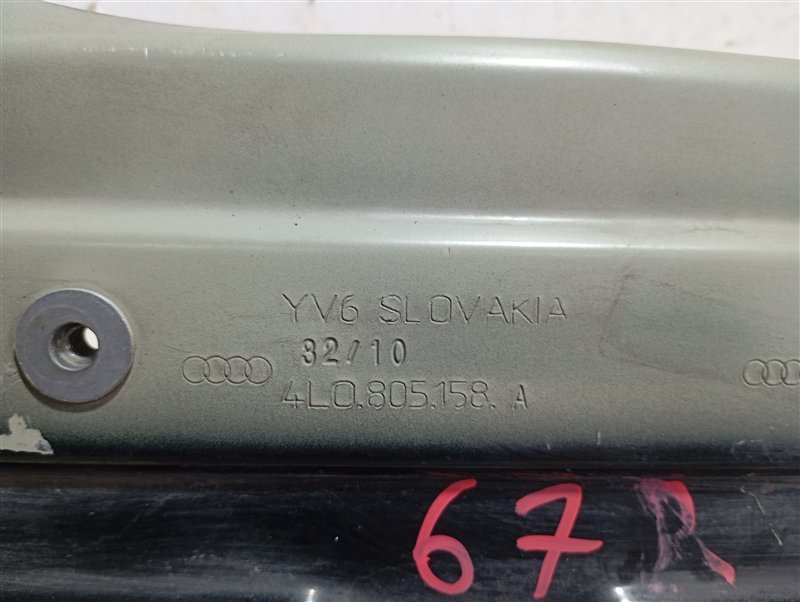 YV6 SLOVAKIA
32/10
4L0.805.158. A
67R